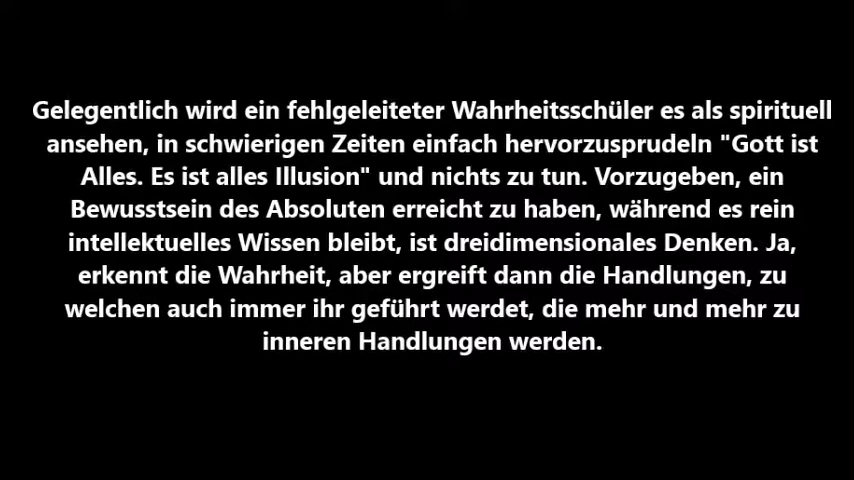 Gelegentlich wird ein fehlgeleiteter Wahrheitsschüler es als spirituell
ansehen, in schwierigen Zeiten einfach hervorzusprudeln "Gott ist
Alles. Es ist alles Illusion" und nichts zu tun. Vorzugeben, ein
Bewusstsein des Absoluten erreicht zu haben, während es rein
intellektuelles Wissen bleibt, ist dreidimensionales Denken. Ja,
erkennt die Wahrheit, aber ergreift dann die Handlungen, zu
welchen auch immer ihr geführt werdet, die mehr und mehr zu
inneren Handlungen werden.